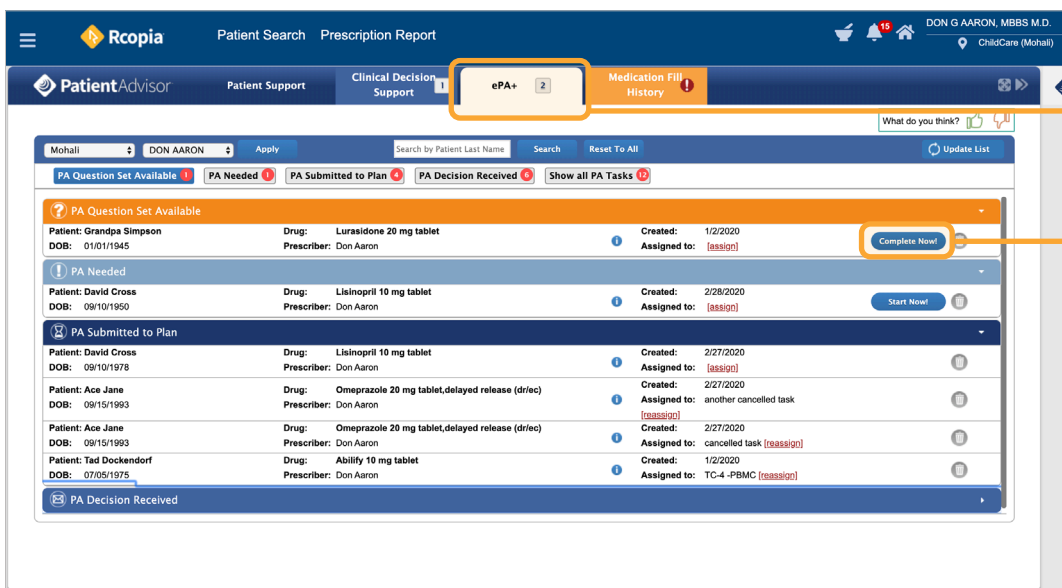 DON G AARON, MBBS M.D.
Rcopia Patient Search Prescription Report 15
ChildCare (Mohali)
PatientAdvisor Patient Support Clinical Decision Support 1 ePA+ 2 Medication Fill History
What do you think?
Mohali DON AARON Apply Search by Patient Last Name Search Reset To All Update List
PA Question Set Available 1 PA Needed 1 PA Submitted to Plan 4 PA Decision Received 6 Show all PA Tasks 12
PA Question Set Available
Patient: Grandpa Simpson Drug: Lurasidone 20 mg tablet Created: 1/2/2020
DOB: 01/01/1945 Prescriber: Don Aaron Assigned to: [assign] Complete Now!
PA Needed
Patient: David Cross Drug: Lisinopril 10 mg tablet Created: 2/28/2020
DOB: 09/10/1950 Prescriber: Don Aaron Assigned to: [assign] Start Now!
PA Submitted to Plan
Patient: David Cross Drug: Lisinopril 10 mg tablet Created: 2/27/2020
DOB: 09/10/1978 Prescriber: Don Aaron Assigned to: [assign]
Patient: Ace Jane Drug: Omeprazole 20 mg tablet,delayed release (dr/ec) Created: 2/27/2020
DOB: 09/15/1993 Prescriber: Don Aaron Assigned to: another cancelled task
[reassign]
Patient: Ace Jane Drug: Omeprazole 20 mg tablet,delayed release (dr/ec) Created: 2/27/2020
DOB: 09/15/1993 Prescriber: Don Aaron Assigned to: cancelled task [reassign]
Patient: Tad Dockendorf Drug: Abilify 10 mg tablet Created: 1/2/2020
DOB: 07/05/1975 Prescriber: Don Aaron Assigned to: TC-4 -PBMC [reassign]
PA Decision Received